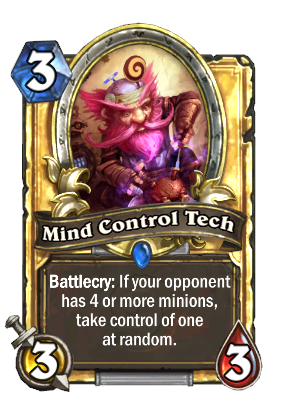 3
Mind Control Tech
Battlecry: If your opponent
has 4 or more minions,
take control of one
at random.
3 3